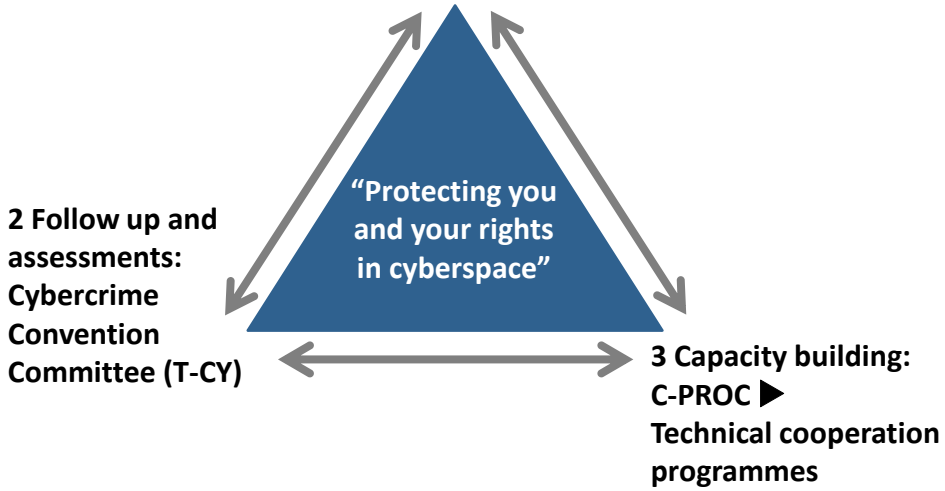 “Protecting you
and your rights
in cyberspace”
2 Follow up and
assessments:
Cybercrime
Convention
Committee (T-CY)
3 Capacity building:
C-PROC ▶
Technical cooperation
programmes